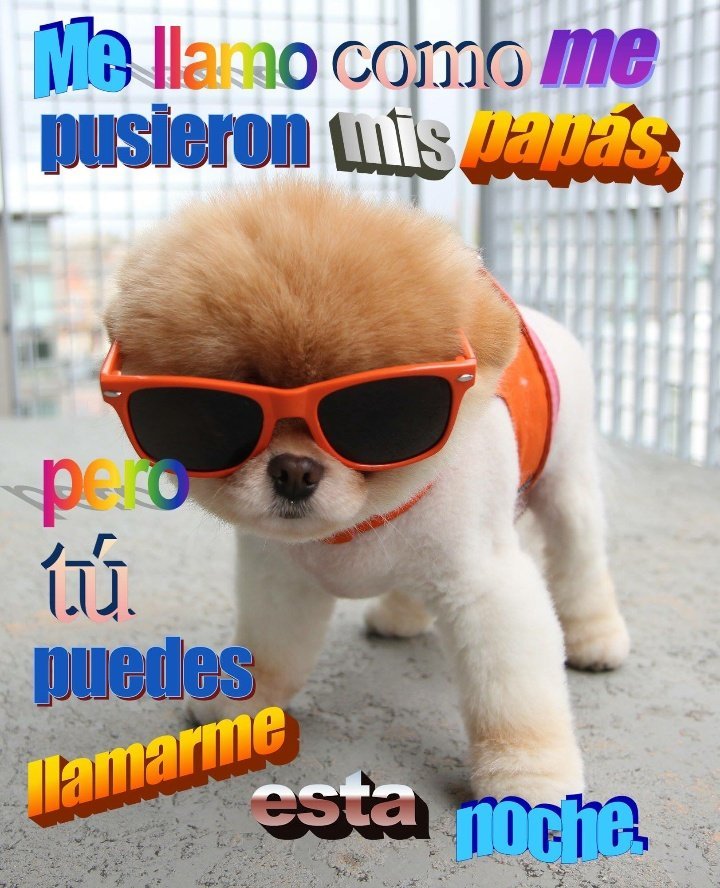 Me llamo como me
pusieron mis papás,
pero
tú
puedes
llamarme
esta
noche.